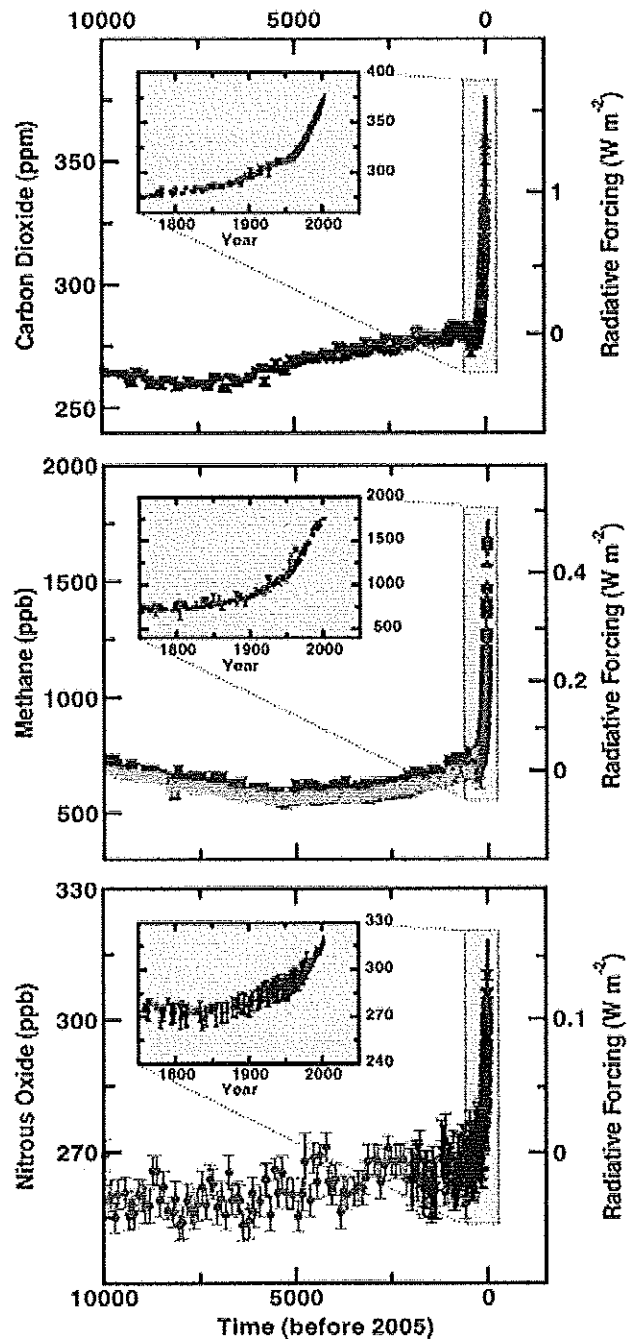 10000 5000 0
Carbon Dioxide (ppm)
350
300
250
400
350
300
1800 1900 2000
Year
1
0
Radiative Forcing (W m-2)
Methane (ppb)
2000
1500
1000
500
2000
1500
1000
500
1800 1900 2000
Year
0.4
0.2
0
Radiative Forcing (W m-2)
Nitrous Oxide (ppb)
330
300
270
330
300
270
240
1800 1900 2000
Year
0.1
0
Radiative Forcing (W m-2)
10000 5000 0
Time (before 2005)